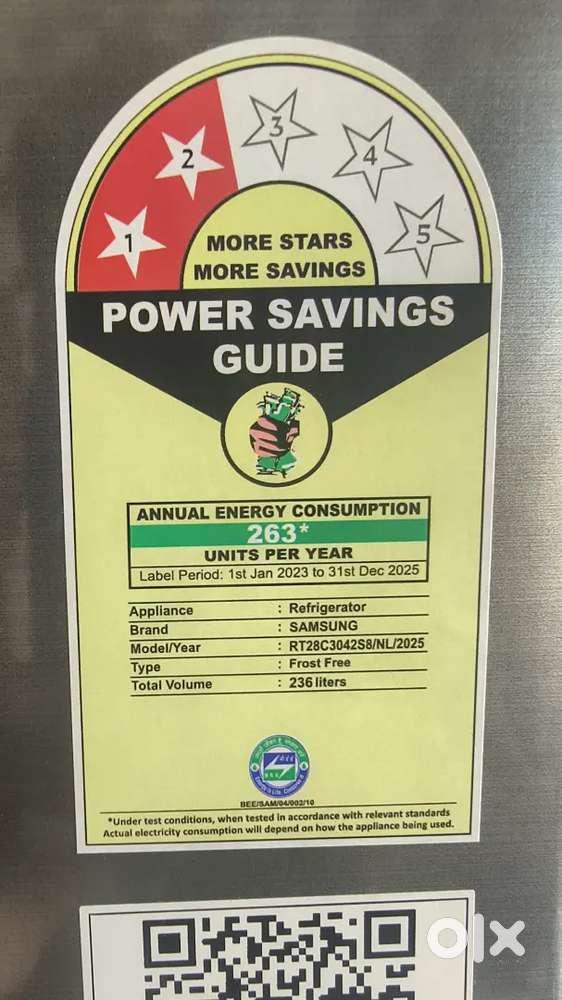 1
2
3
4
5
MORE STARS
MORE SAVINGS
POWER SAVINGS
GUIDE
ANNUAL ENERGY CONSUMPTION
263*
UNITS PER YEAR
Label Period: 1st Jan 2023 to 31st Dec 2025
Appliance : Refrigerator
Brand : SAMSUNG
Model/Year : RT28C3042S8/NL/2025
Type : Frost Free
Total Volume : 236 liters
BEE
BEE/SAM/04/002/10
*Under test conditions, when tested in accordance with relevant standards
Actual electricity consumption will depend on how the appliance being used.
olx